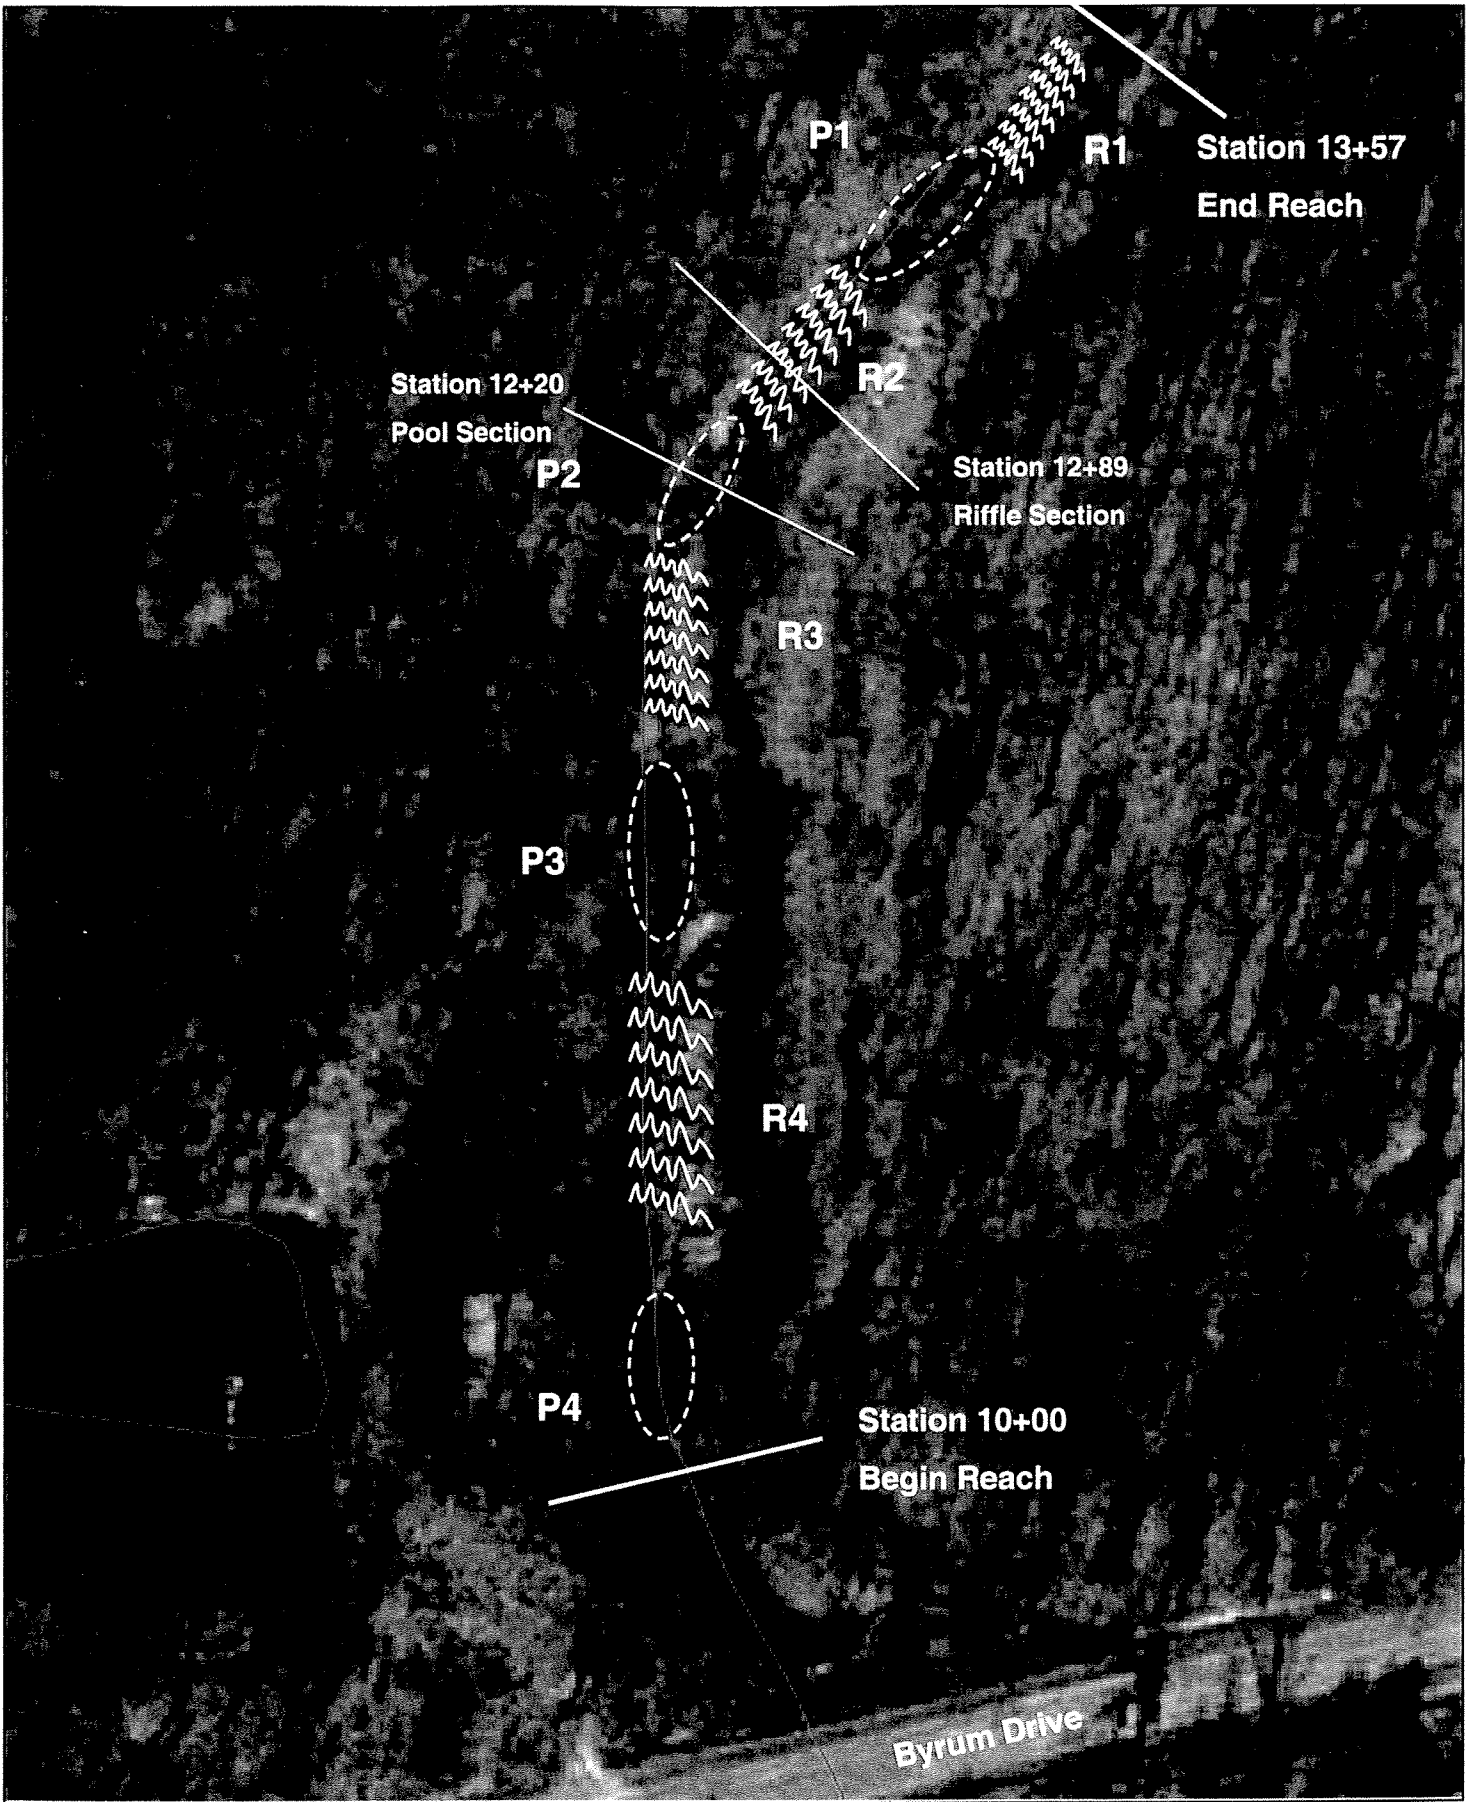 P1
R1
Station 13+57
End Reach
R2
Station 12+20
Pool Section
P2
Station 12+89
Riffle Section
R3
P3
R4
P4
Station 10+00
Begin Reach
Byrum Drive